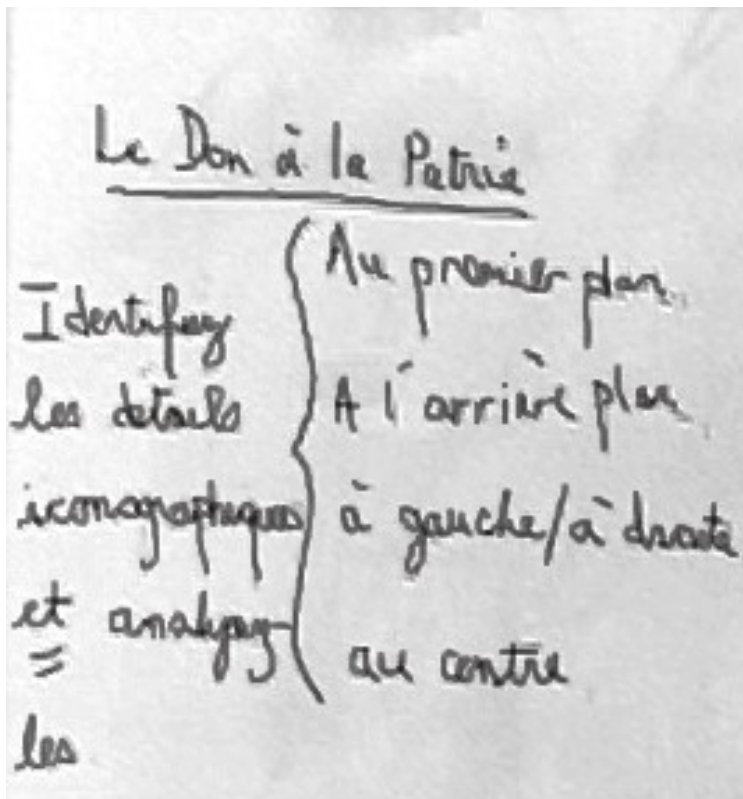 Le Don à la Patrie
Identifiez
les détails
iconographiques
et analysez
les
Au premier plan
A l'arrière plan
à gauche/à droite
au centre